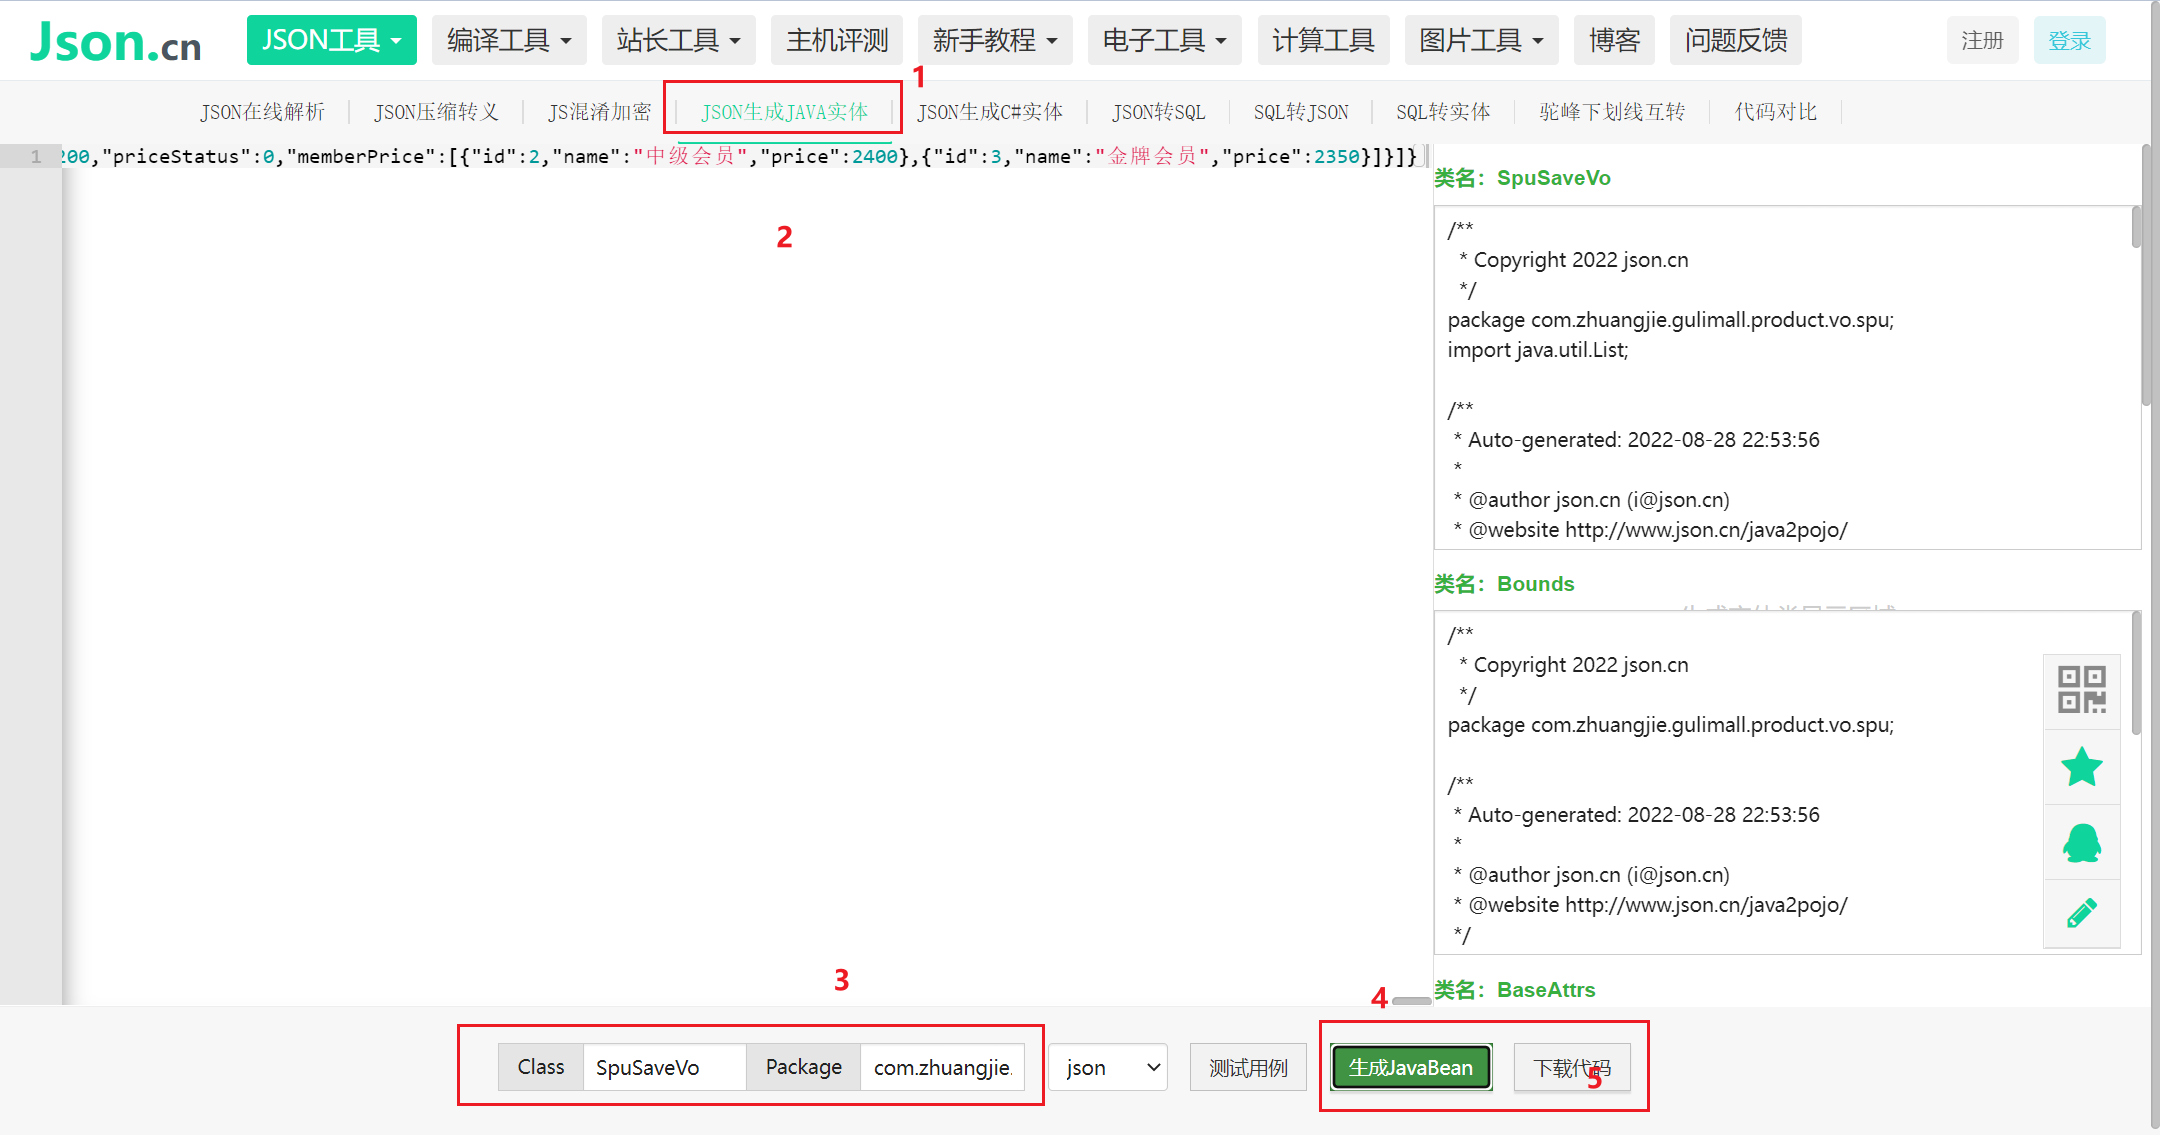 Json.cn
JSON工具 编译工具 站长工具 主机评测 新手教程 电子工具 计算工具 图片工具 博客 问题反馈 注册 登录
1
JSON在线解析 JSON压缩转义 JS混淆加密 JSON生成JAVA实体 JSON生成C#实体 JSON转SQL SQL转JSON SQL转实体 驼峰下划线互转 代码对比
1 200,"priceStatus":0,"memberPrice":[{"id":2,"name":"中级会员","price":2400},{"id":3,"name":"金牌会员","price":2350}]}]}
2
类名：SpuSaveVo
/**
* Copyright 2022 json.cn
*/
package com.zhuangjie.gulimall.product.vo.spu;
import java.util.List;
/**
* Auto-generated: 2022-08-28 22:53:56
*
* @author json.cn (i@json.cn)
* @website http://www.json.cn/java2pojo/
类名：Bounds
/**
* Copyright 2022 json.cn
*/
package com.zhuangjie.gulimall.product.vo.spu;
/**
* Auto-generated: 2022-08-28 22:53:56
*
* @author json.cn (i@json.cn)
* @website http://www.json.cn/java2pojo/
*/
类名：BaseAttrs
3
4
Class SpuSaveVo Package com.zhuangjie. json 测试用例 生成JavaBean 下载代码
5